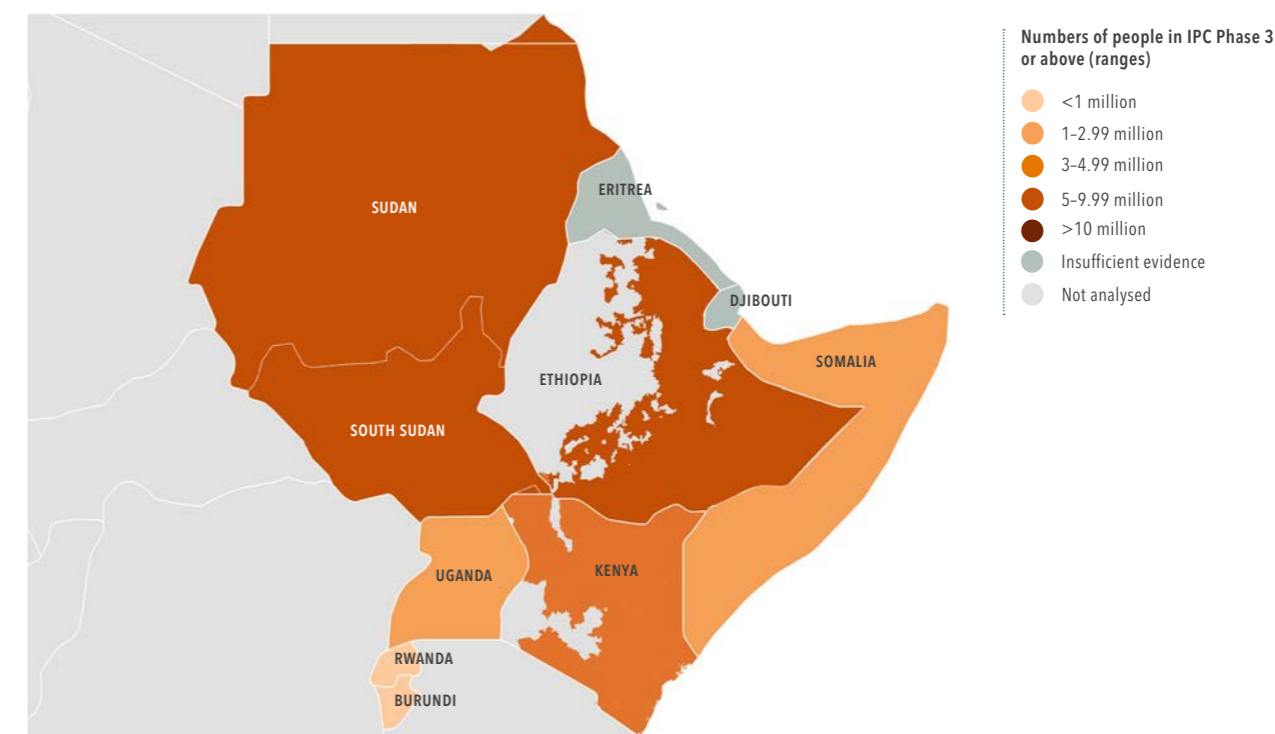 Numbers of people in IPC Phase 3
or above (ranges)
<1 million
1–2.99 million
3–4.99 million
5–9.99 million
>10 million
Insufficient evidence
Not analysed
SUDAN
ERITREA
DJIBOUTI
SOMALIA
ETHIOPIA
SOUTH SUDAN
UGANDA
KENYA
RWANDA
BURUNDI